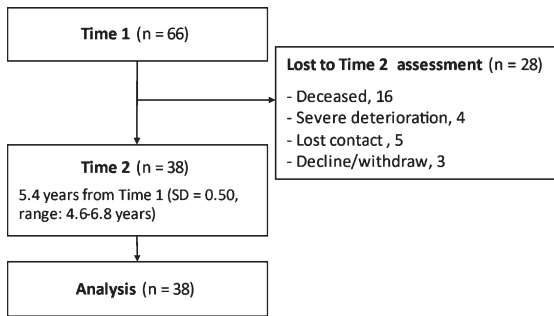 Time 1 (n = 66)
Lost to Time 2 assessment (n = 28)
- Deceased, 16
- Severe deterioration, 4
- Lost contact , 5
- Decline/withdraw, 3
Time 2 (n = 38)
5.4 years from Time 1 (SD = 0.50,
range: 4.6-6.8 years)
Analysis (n = 38)